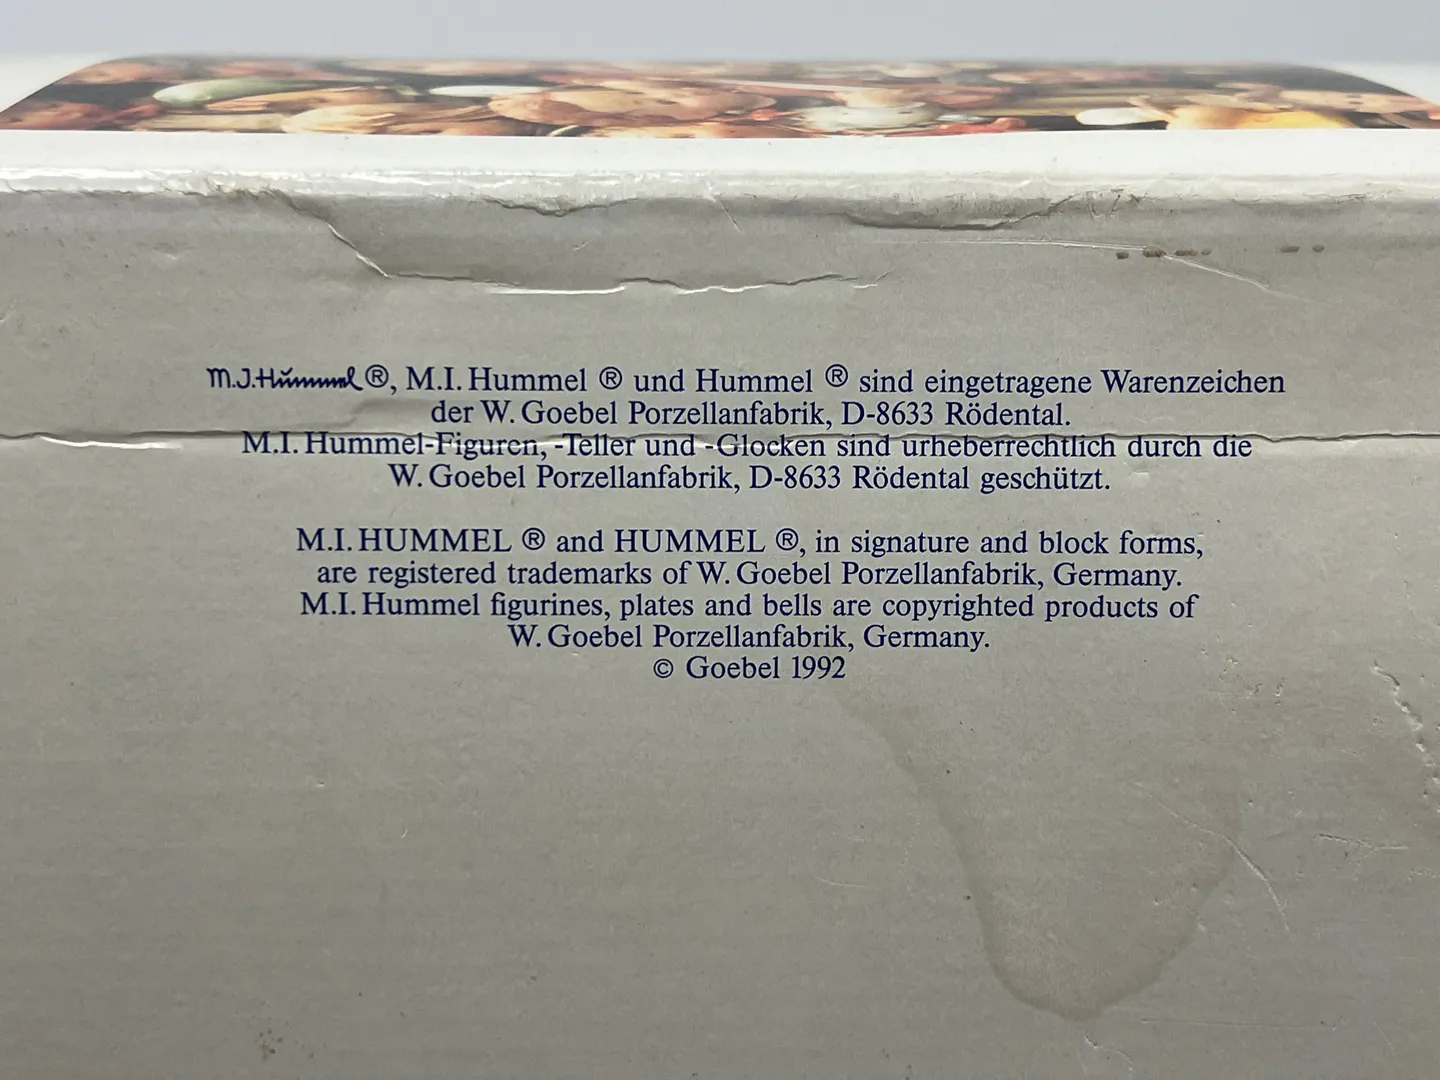 M.J.Hummel ®, M.I. Hummel ® und Hummel ® sind eingetragene Warenzeichen
der W. Goebel Porzellanfabrik, D-8633 Rödental.
M.I. Hummel-Figuren, -Teller und -Glocken sind urheberrechtlich durch die
W. Goebel Porzellanfabrik, D-8633 Rödental geschützt.
M.I. HUMMEL ® and HUMMEL ®, in signature and block forms,
are registered trademarks of W. Goebel Porzellanfabrik, Germany.
M.I. Hummel figurines, plates and bells are copyrighted products of
W. Goebel Porzellanfabrik, Germany.
© Goebel 1992